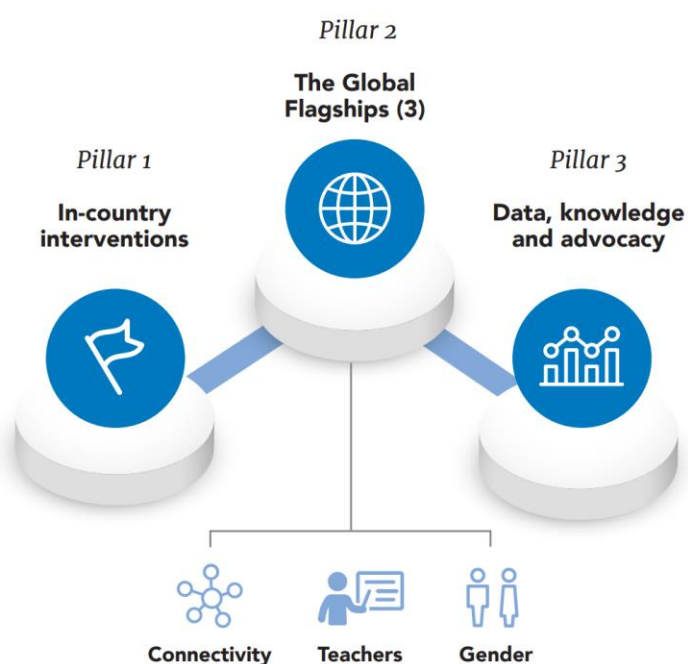 Pillar 2
The Global
Flagships (3)
Pillar 1
In-country
interventions
Pillar 3
Data, knowledge
and advocacy
Connectivity
Teachers
Gender